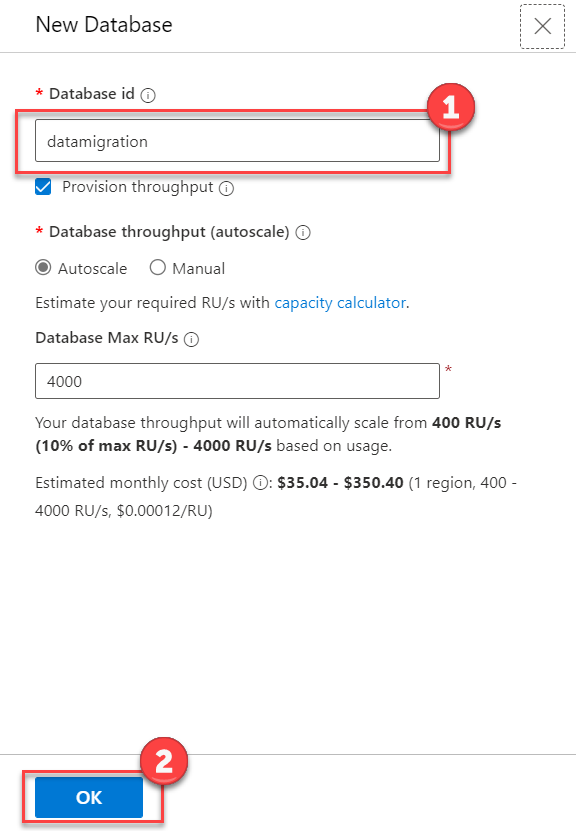 New Database
* Database id
1
datamigration
Provision throughput
* Database throughput (autoscale)
Autoscale Manual
Estimate your required RU/s with capacity calculator.
Database Max RU/s
4000 *
Your database throughput will automatically scale from 400 RU/s
(10% of max RU/s) - 4000 RU/s based on usage.
Estimated monthly cost (USD) : $35.04 - $350.40 (1 region, 400 -
4000 RU/s, $0.00012/RU)
2
OK